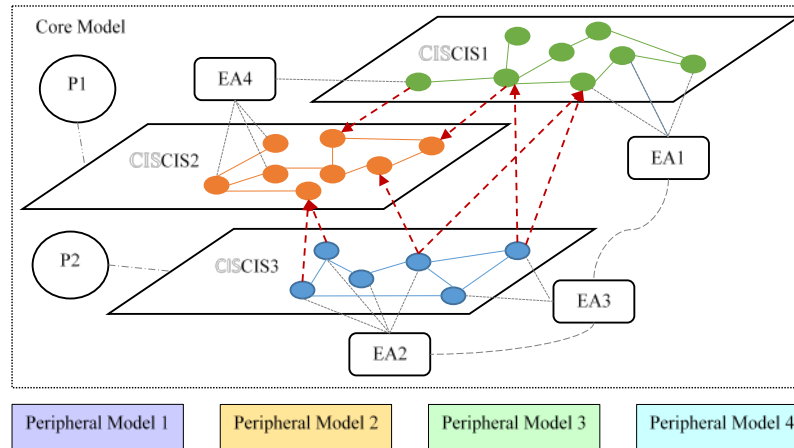 Core Model
P1
EA4
CISCIS1
CISCIS2
EA1
P2
CISCIS3
EA3
EA2
Peripheral Model 1
Peripheral Model 2
Peripheral Model 3
Peripheral Model 4